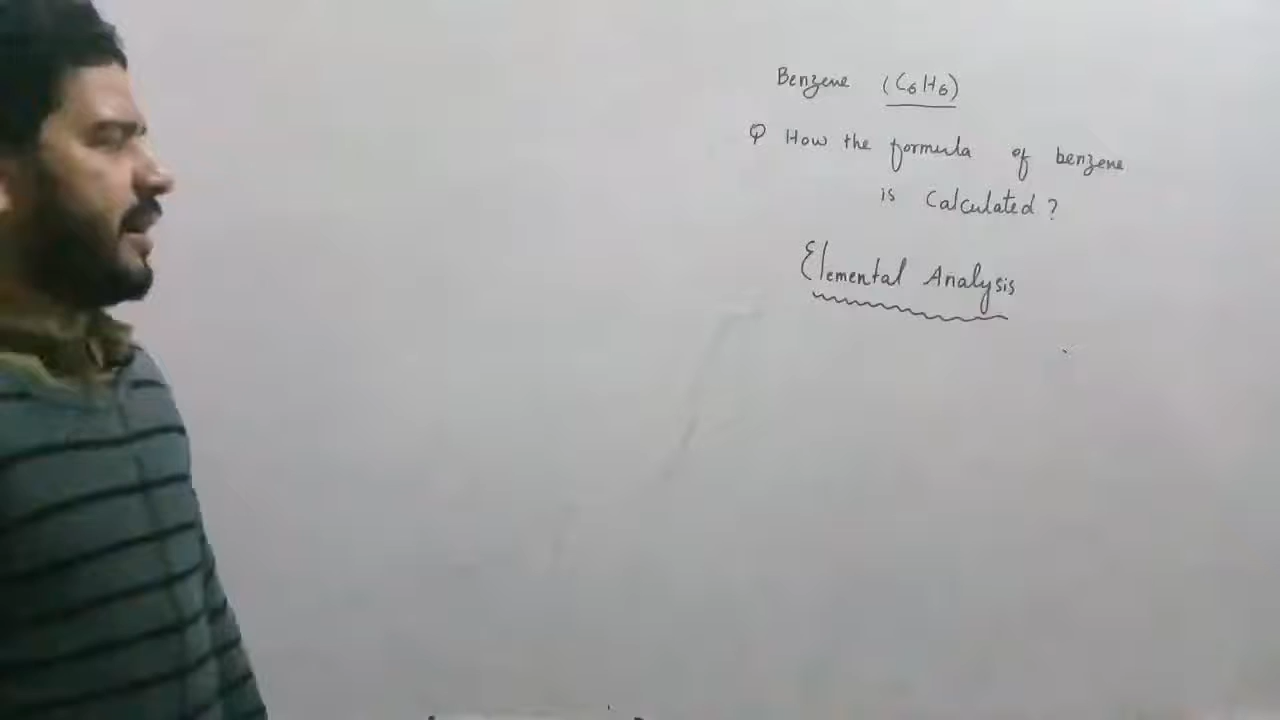 Benzene (C₆H₆)
Q How the formula of benzene
is Calculated?
Elemental Analysis